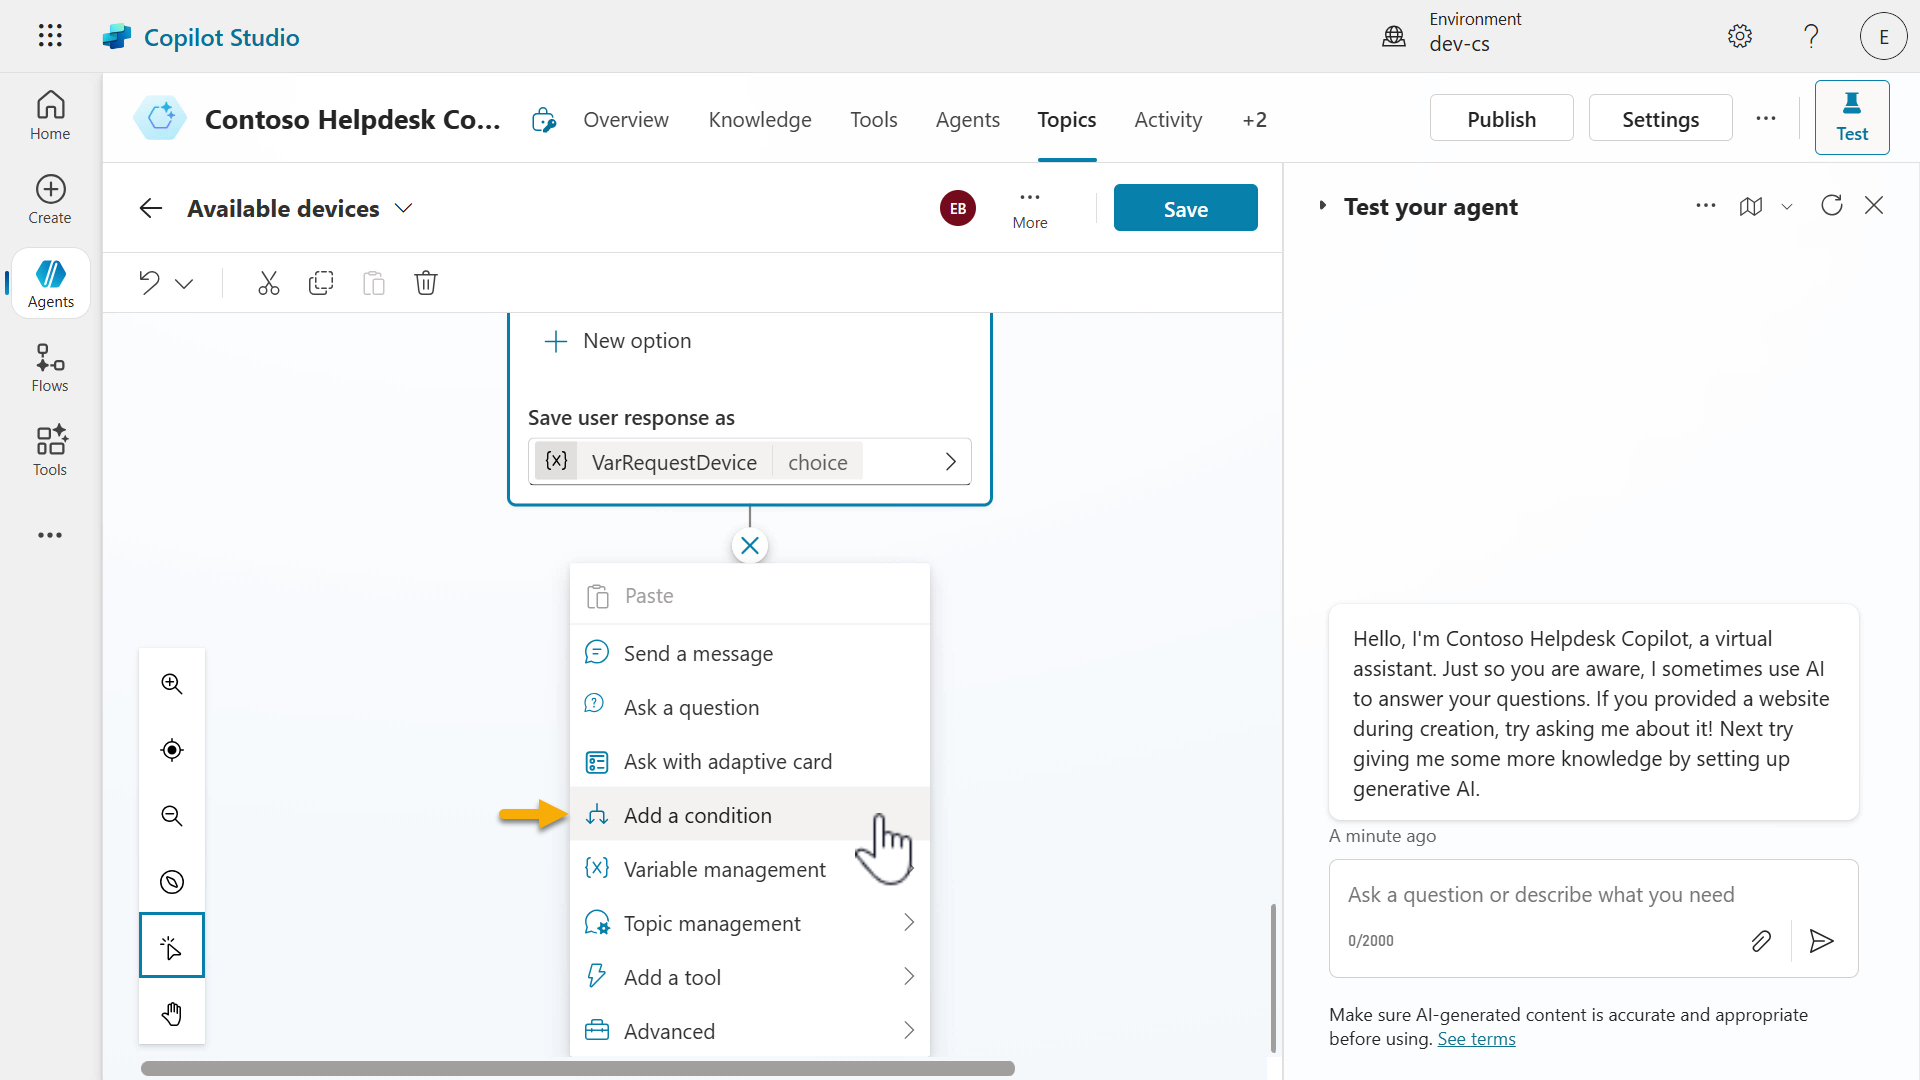 Copilot Studio
Environment
dev-cs
E
Home
Create
Agents
Flows
Tools
Contoso Helpdesk Co...
Overview
Knowledge
Tools
Agents
Topics
Activity
+2
Publish
Settings
Test
Available devices
EB
More
Save
New option
Save user response as
{x} VarRequestDevice choice
Paste
Send a message
Ask a question
Ask with adaptive card
Add a condition
Variable management
Topic management
Add a tool
Advanced
Test your agent
Hello, I'm Contoso Helpdesk Copilot, a virtual
assistant. Just so you are aware, I sometimes use AI
to answer your questions. If you provided a website
during creation, try asking me about it! Next try
giving me some more knowledge by setting up
generative AI.
A minute ago
Ask a question or describe what you need
0/2000
Make sure AI-generated content is accurate and appropriate
before using. See terms